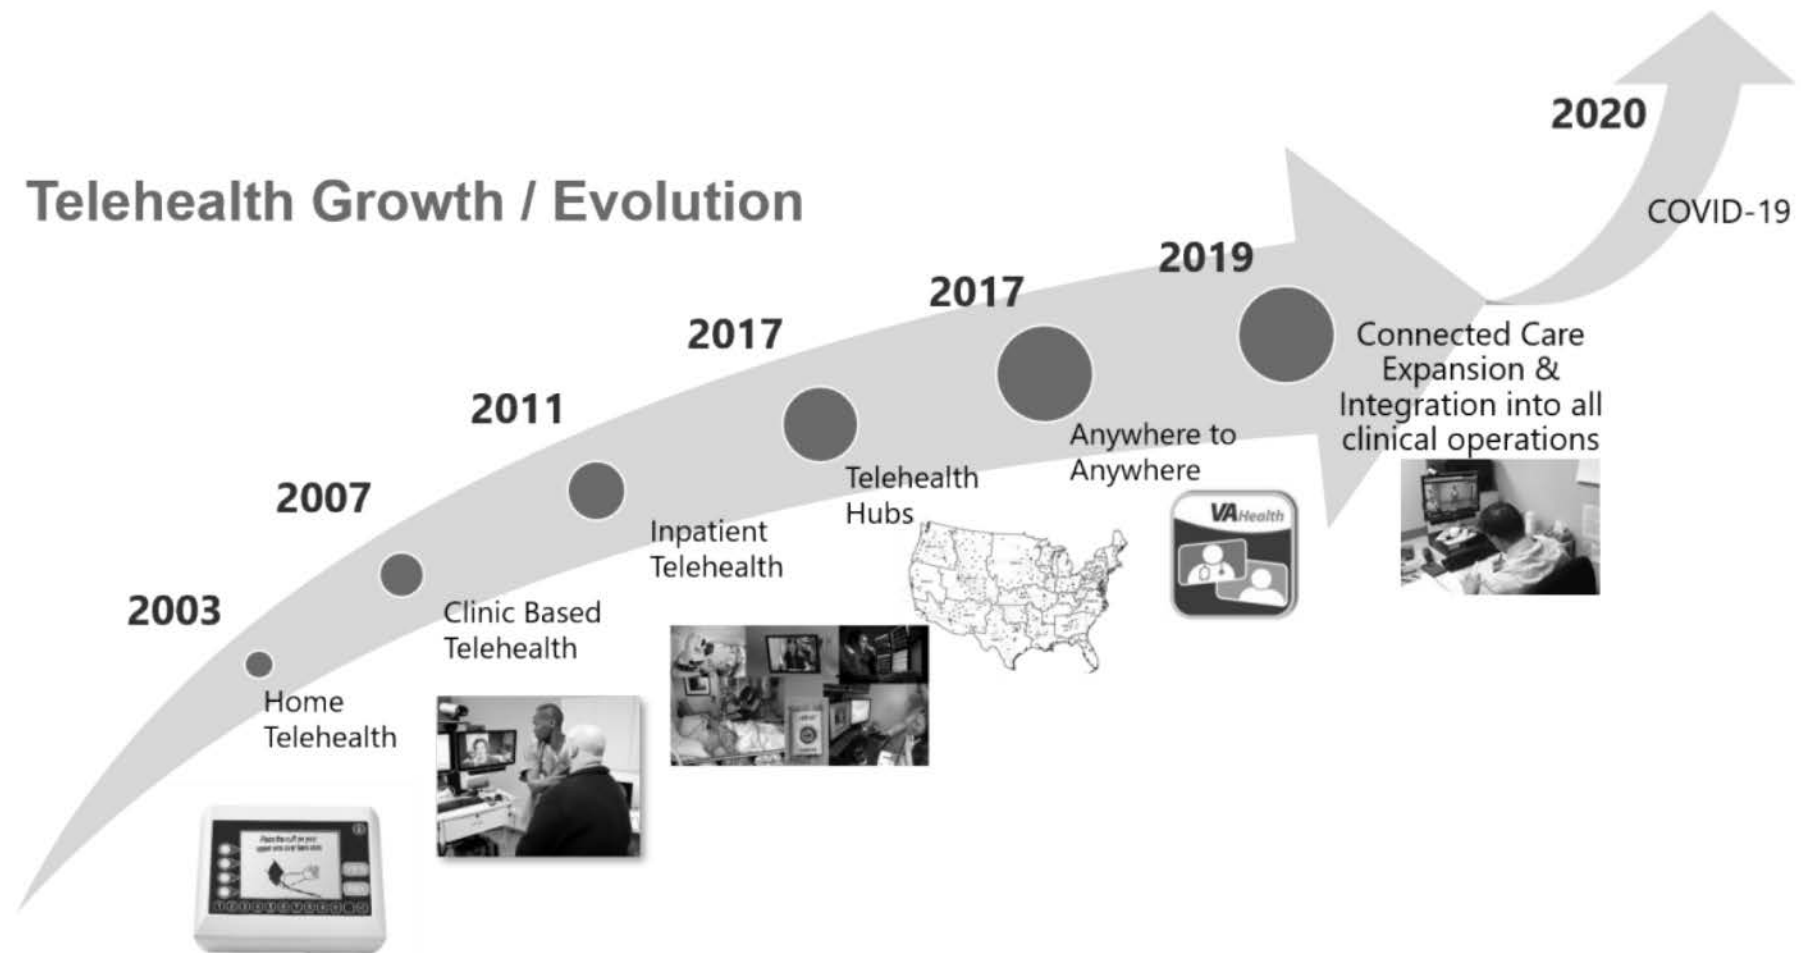 Telehealth Growth / Evolution
2003
Home
Telehealth
2007
Clinic Based
Telehealth
2011
Inpatient
Telehealth
2017
Telehealth
Hubs
2017
Anywhere to
Anywhere
VA Health
2019
Connected Care
Expansion &
Integration into all
clinical operations
2020
COVID-19